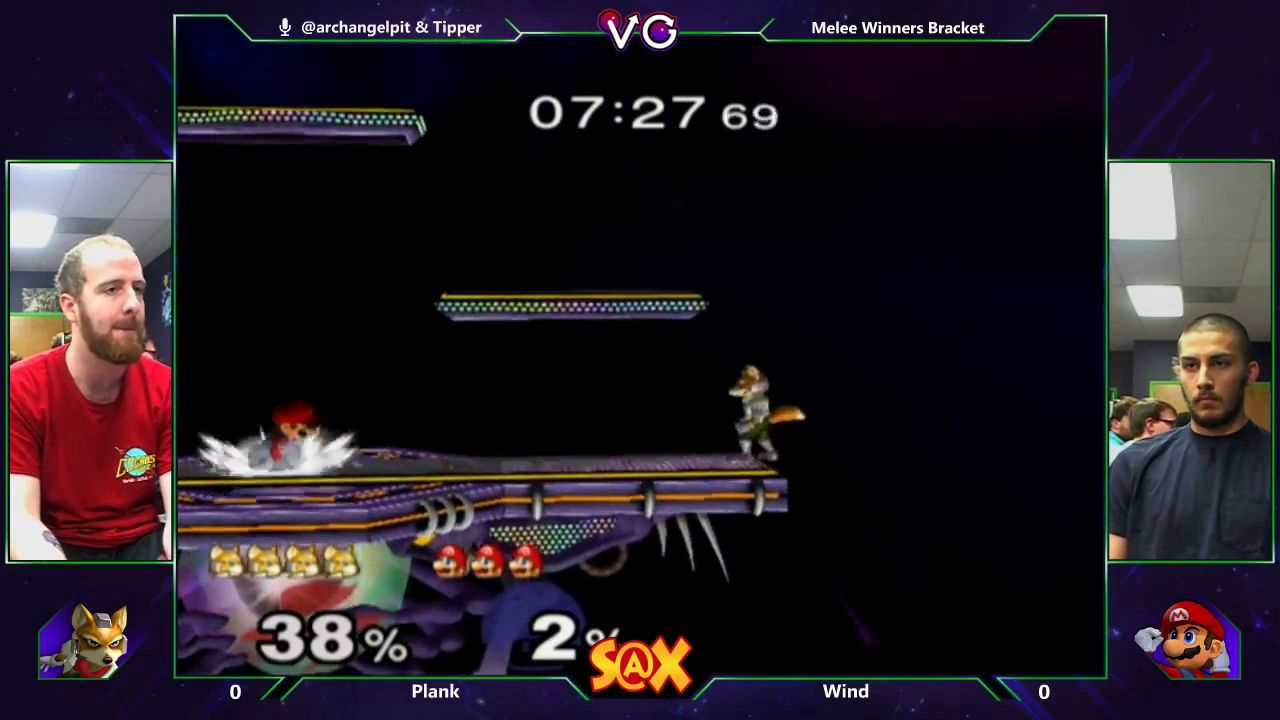 @archangelpit & Tipper
VG
Melee Winners Bracket
07:27 69
38%
2%
S@X
0
Plank
Wind
0